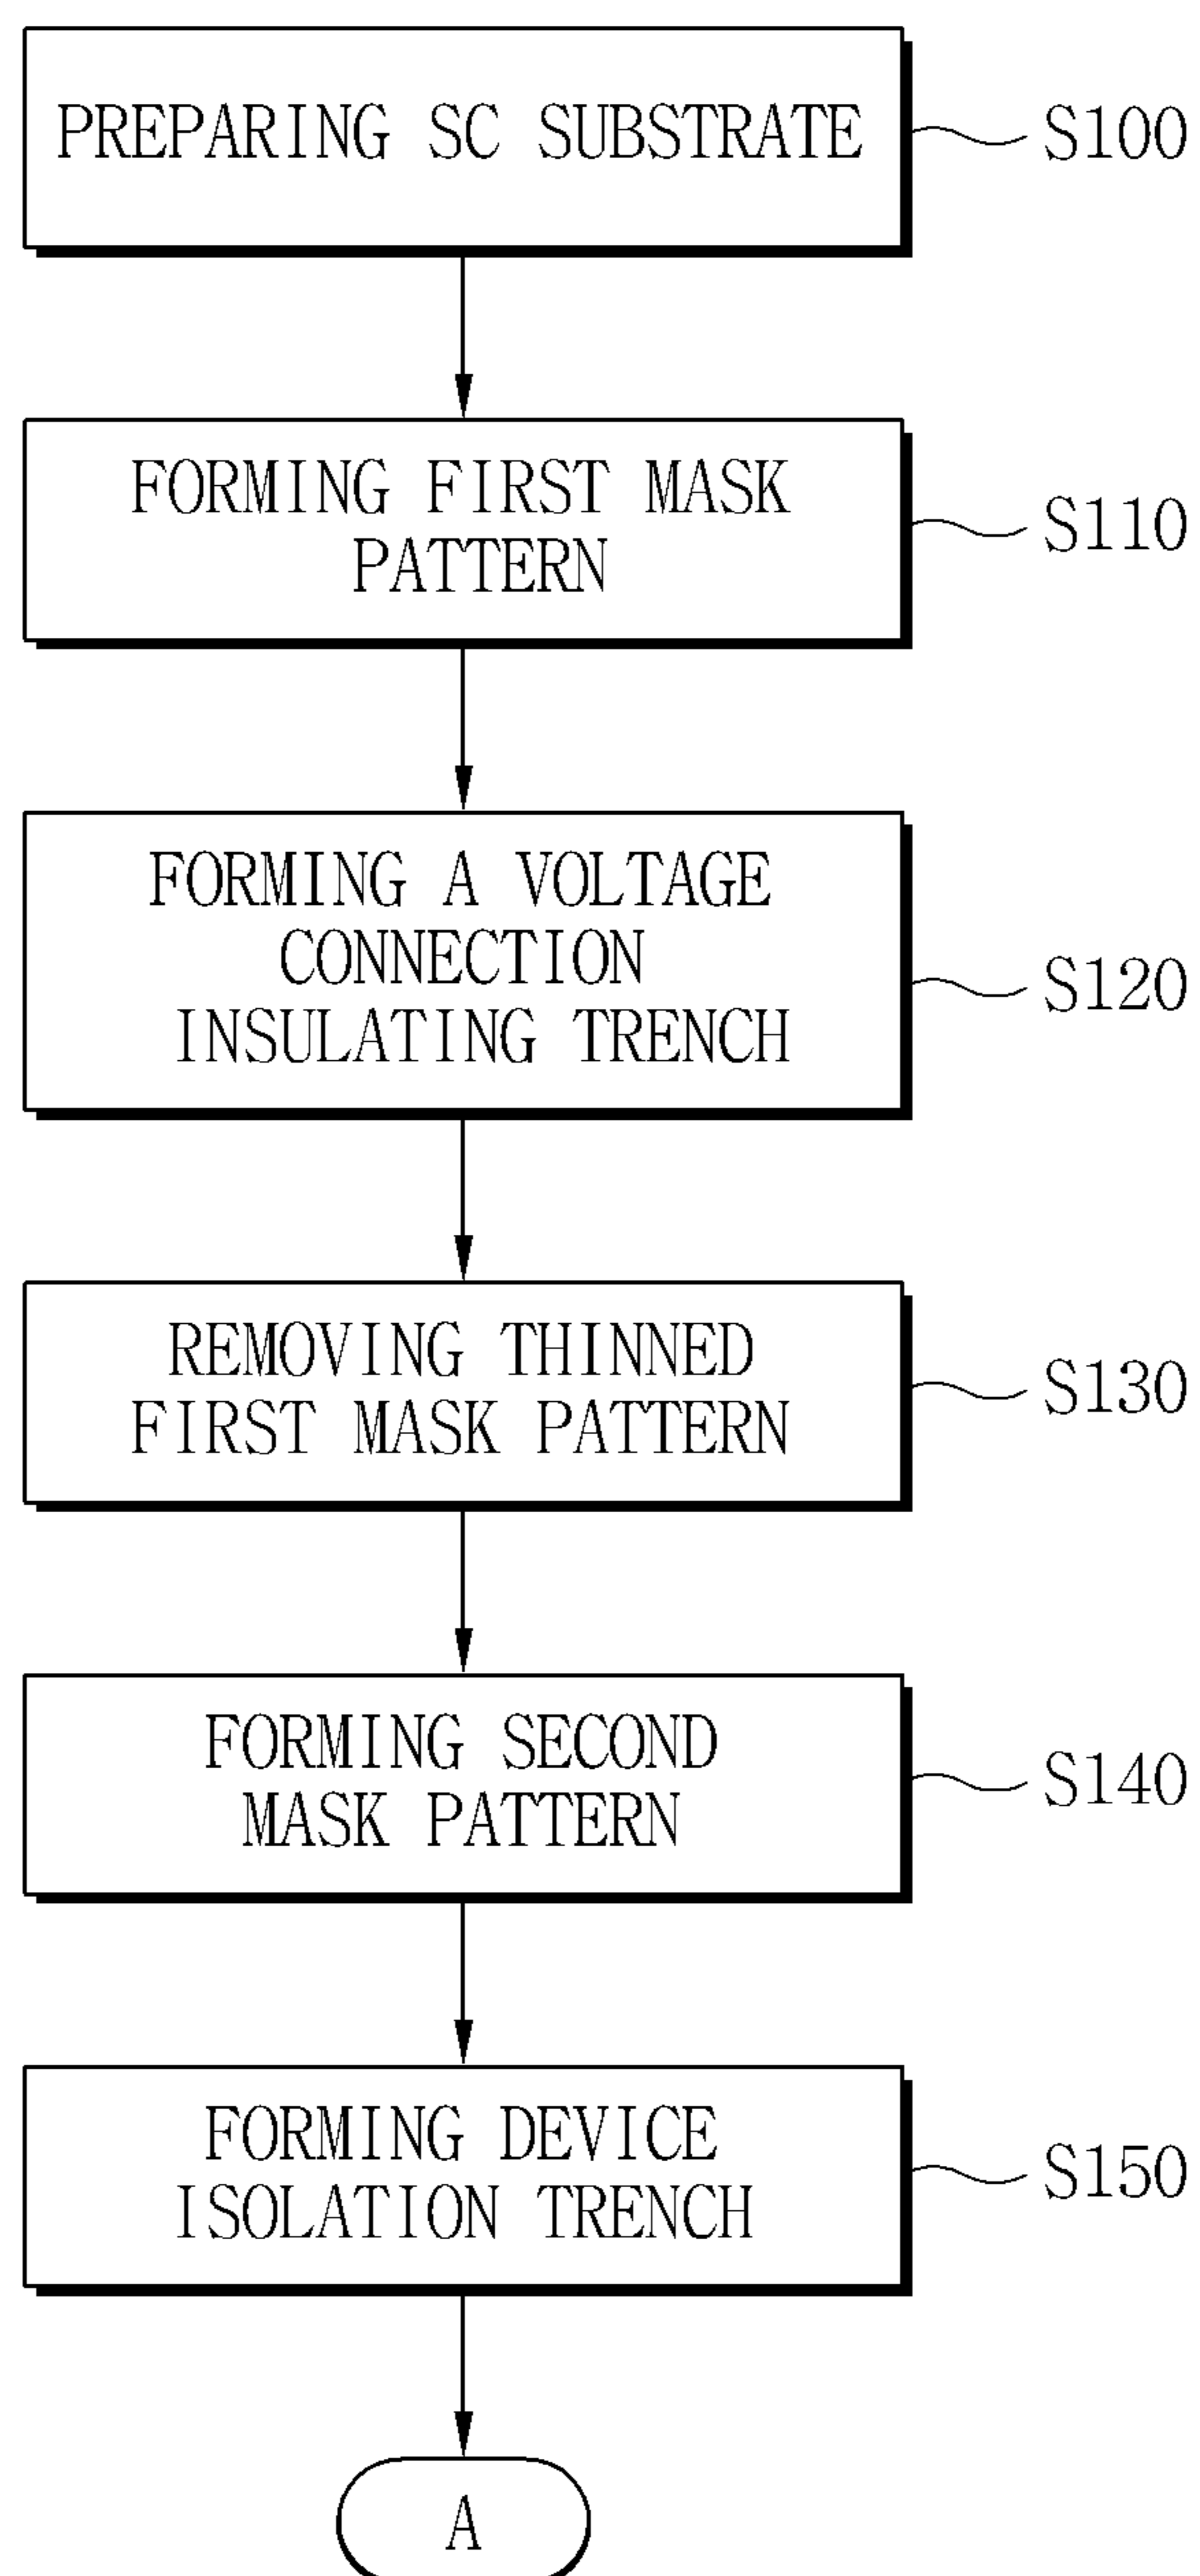 PREPARING SC SUBSTRATE
S100
FORMING FIRST MASK
PATTERN
S110
FORMING A VOLTAGE
CONNECTION
INSULATING TRENCH
S120
REMOVING THINNED
FIRST MASK PATTERN
S130
FORMING SECOND
MASK PATTERN
S140
FORMING DEVICE
ISOLATION TRENCH
S150
A